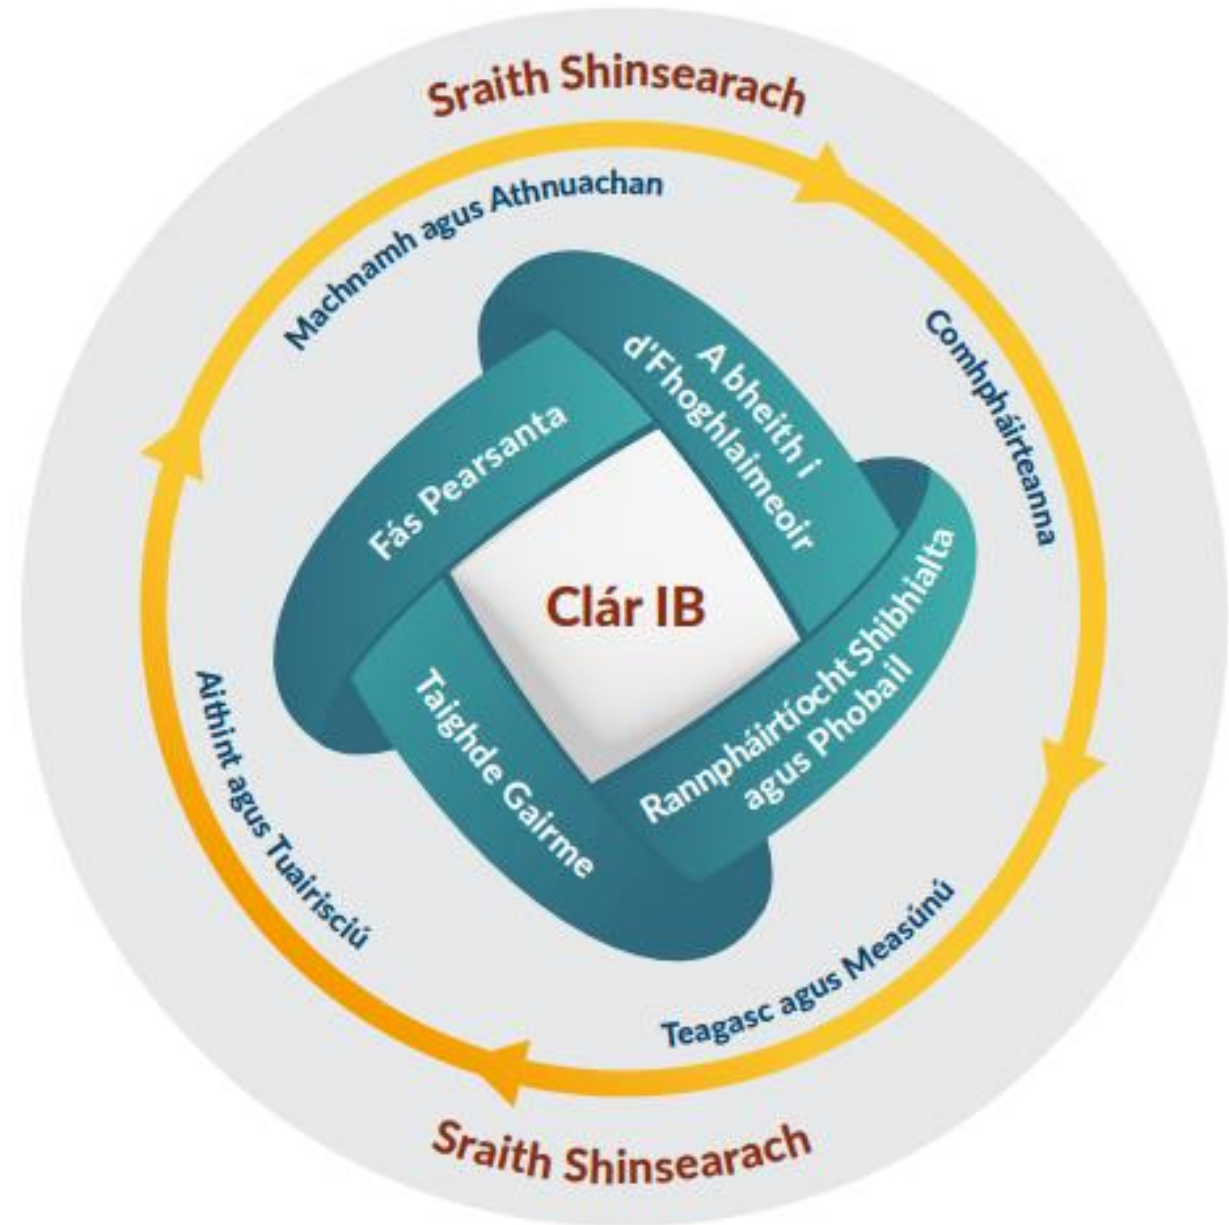 Sraith Shinsearach
Machnamh agus Athnuachan
Comhpháirteanna
A bheith i
d'Fhoghlaimeoir
Fás Pearsanta
Clár IB
Rannpháirtíocht Shibhialta
agus Phobail
Taighde Gairme
Aithint agus Tuairisciú
Teagasc agus Measúnú
Sraith Shinsearach